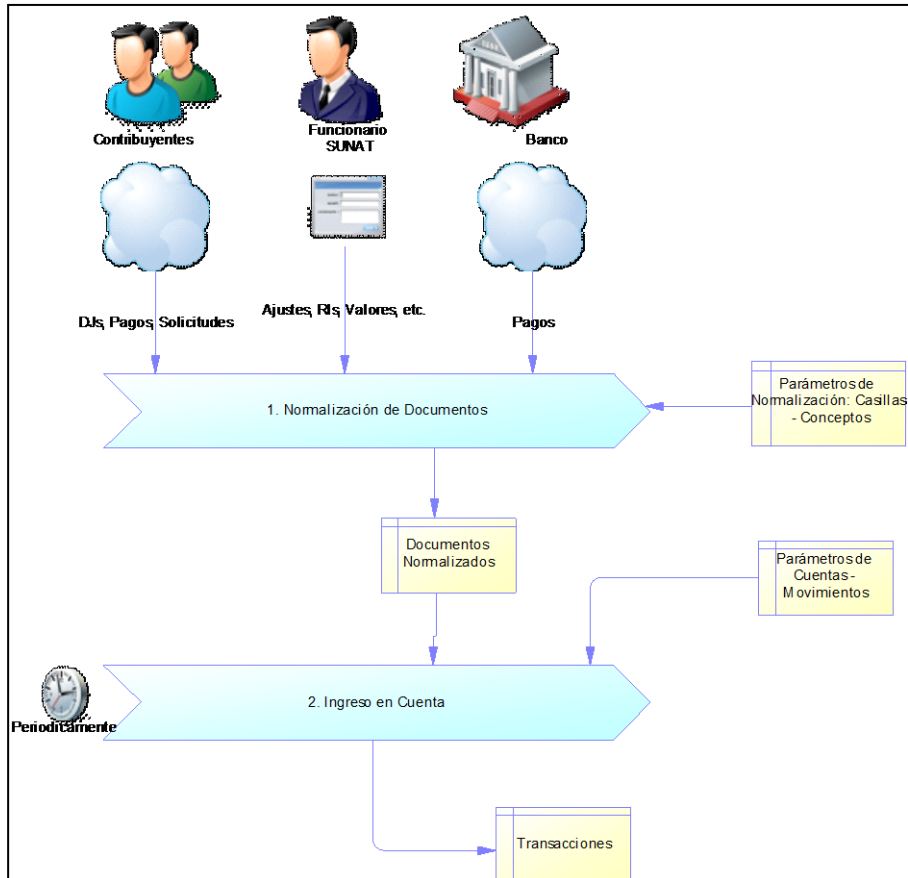 Contribuyentes
Funcionario
SUNAT
Banco
DJs, Pagos, Solicitudes
Ajustes, RIs, Valores, etc.
Pagos
1. Normalización de Documentos
Parámetros de
Normalización: Casillas
- Conceptos
Documentos
Normalizados
Parámetros de
Cuentas -
Movimientos
2. Ingreso en Cuenta
Periodicamente
Transacciones